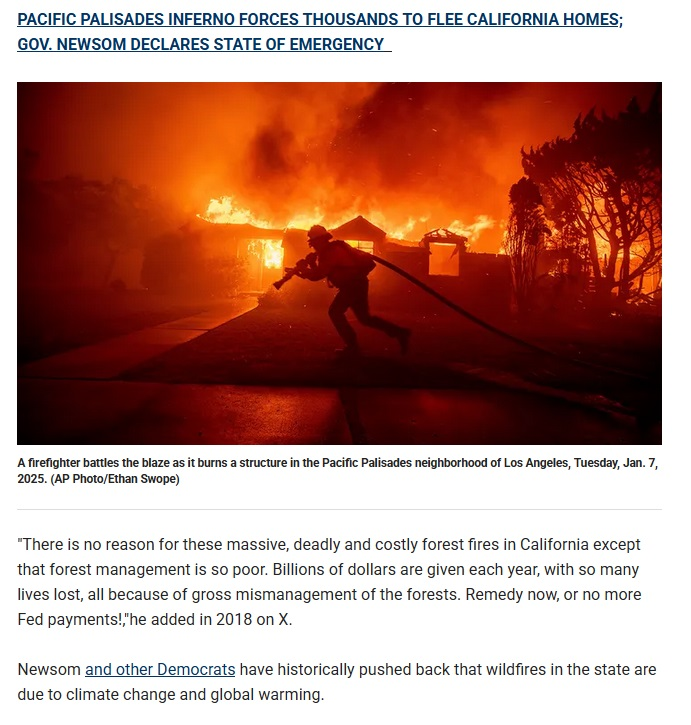 PACIFIC PALISADES INFERNO FORCES THOUSANDS TO FLEE CALIFORNIA HOMES;
GOV. NEWSOM DECLARES STATE OF EMERGENCY
A firefighter battles the blaze as it burns a structure in the Pacific Palisades neighborhood of Los Angeles, Tuesday, Jan. 7,
2025. (AP Photo/Ethan Swope)
"There is no reason for these massive, deadly and costly forest fires in California except
that forest management is so poor. Billions of dollars are given each year, with so many
lives lost, all because of gross mismanagement of the forests. Remedy now, or no more
Fed payments!,"he added in 2018 on X.
Newsom and other Democrats have historically pushed back that wildfires in the state are
due to climate change and global warming.